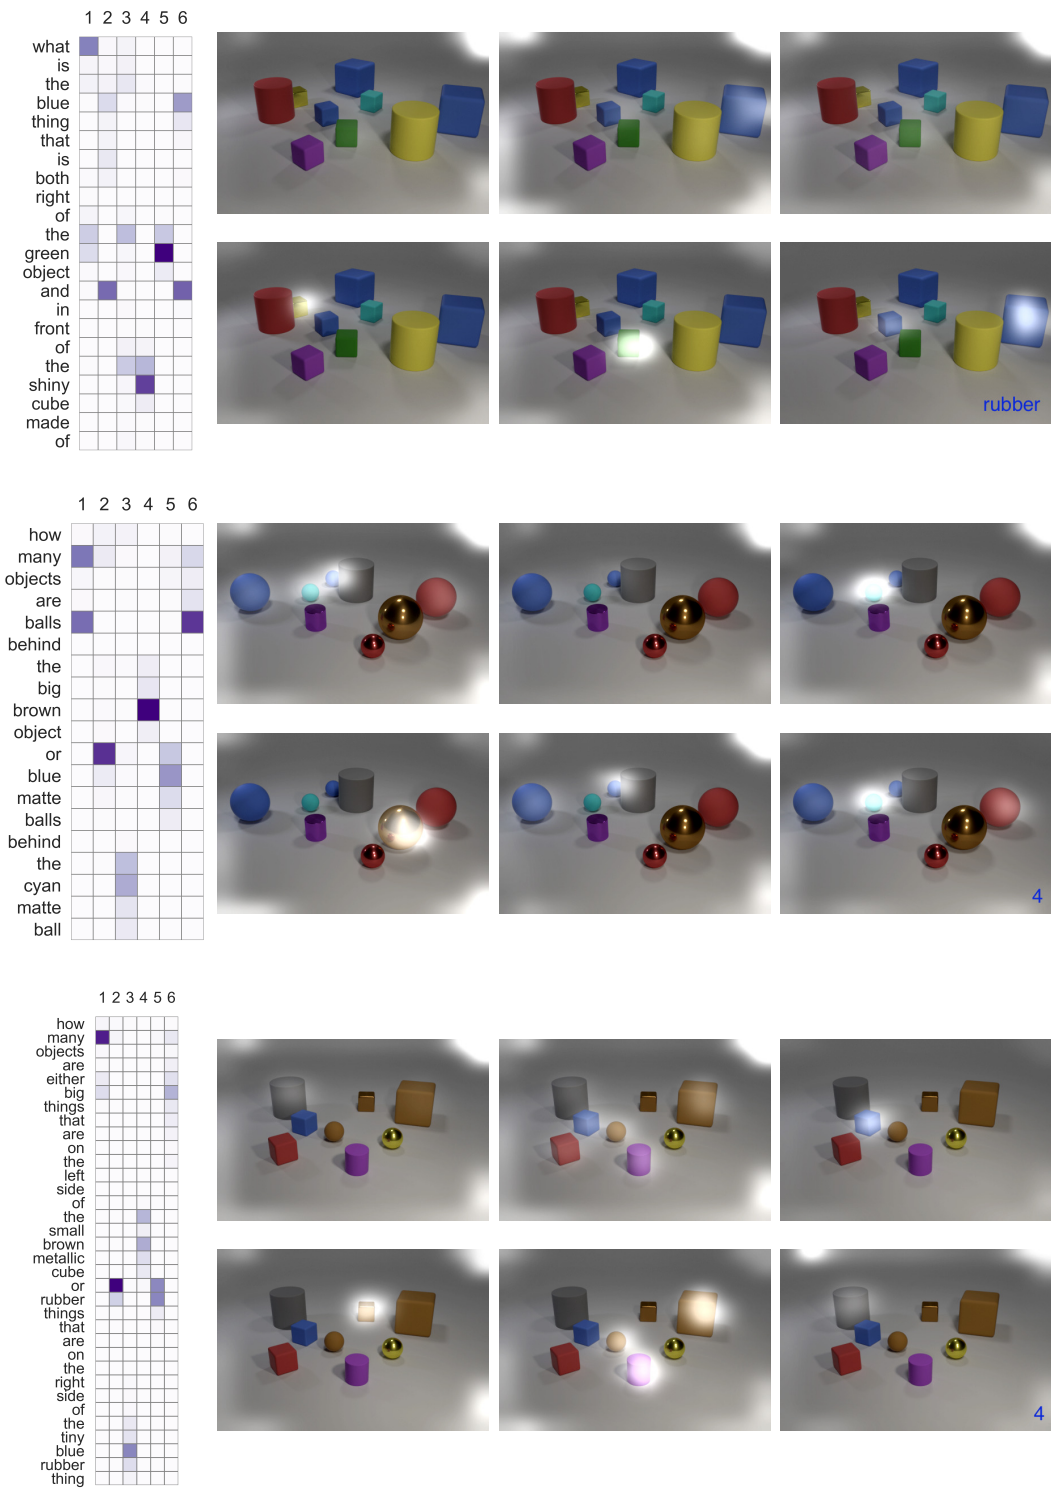 1 2 3 4 5 6
what
is
the
blue
thing
that
is
both
right
of
the
green
object
and
in
front
of
the
shiny
cube
made
of
rubber
1 2 3 4 5 6
how
many
objects
are
balls
behind
the
big
brown
object
or
blue
matte
balls
behind
the
cyan
matte
ball
4
1 2 3 4 5 6
how
many
objects
are
either
big
things
that
are
on
the
left
side
of
the
small
brown
metallic
cube
or
rubber
things
that
are
on
the
right
side
of
the
tiny
blue
rubber
thing
4